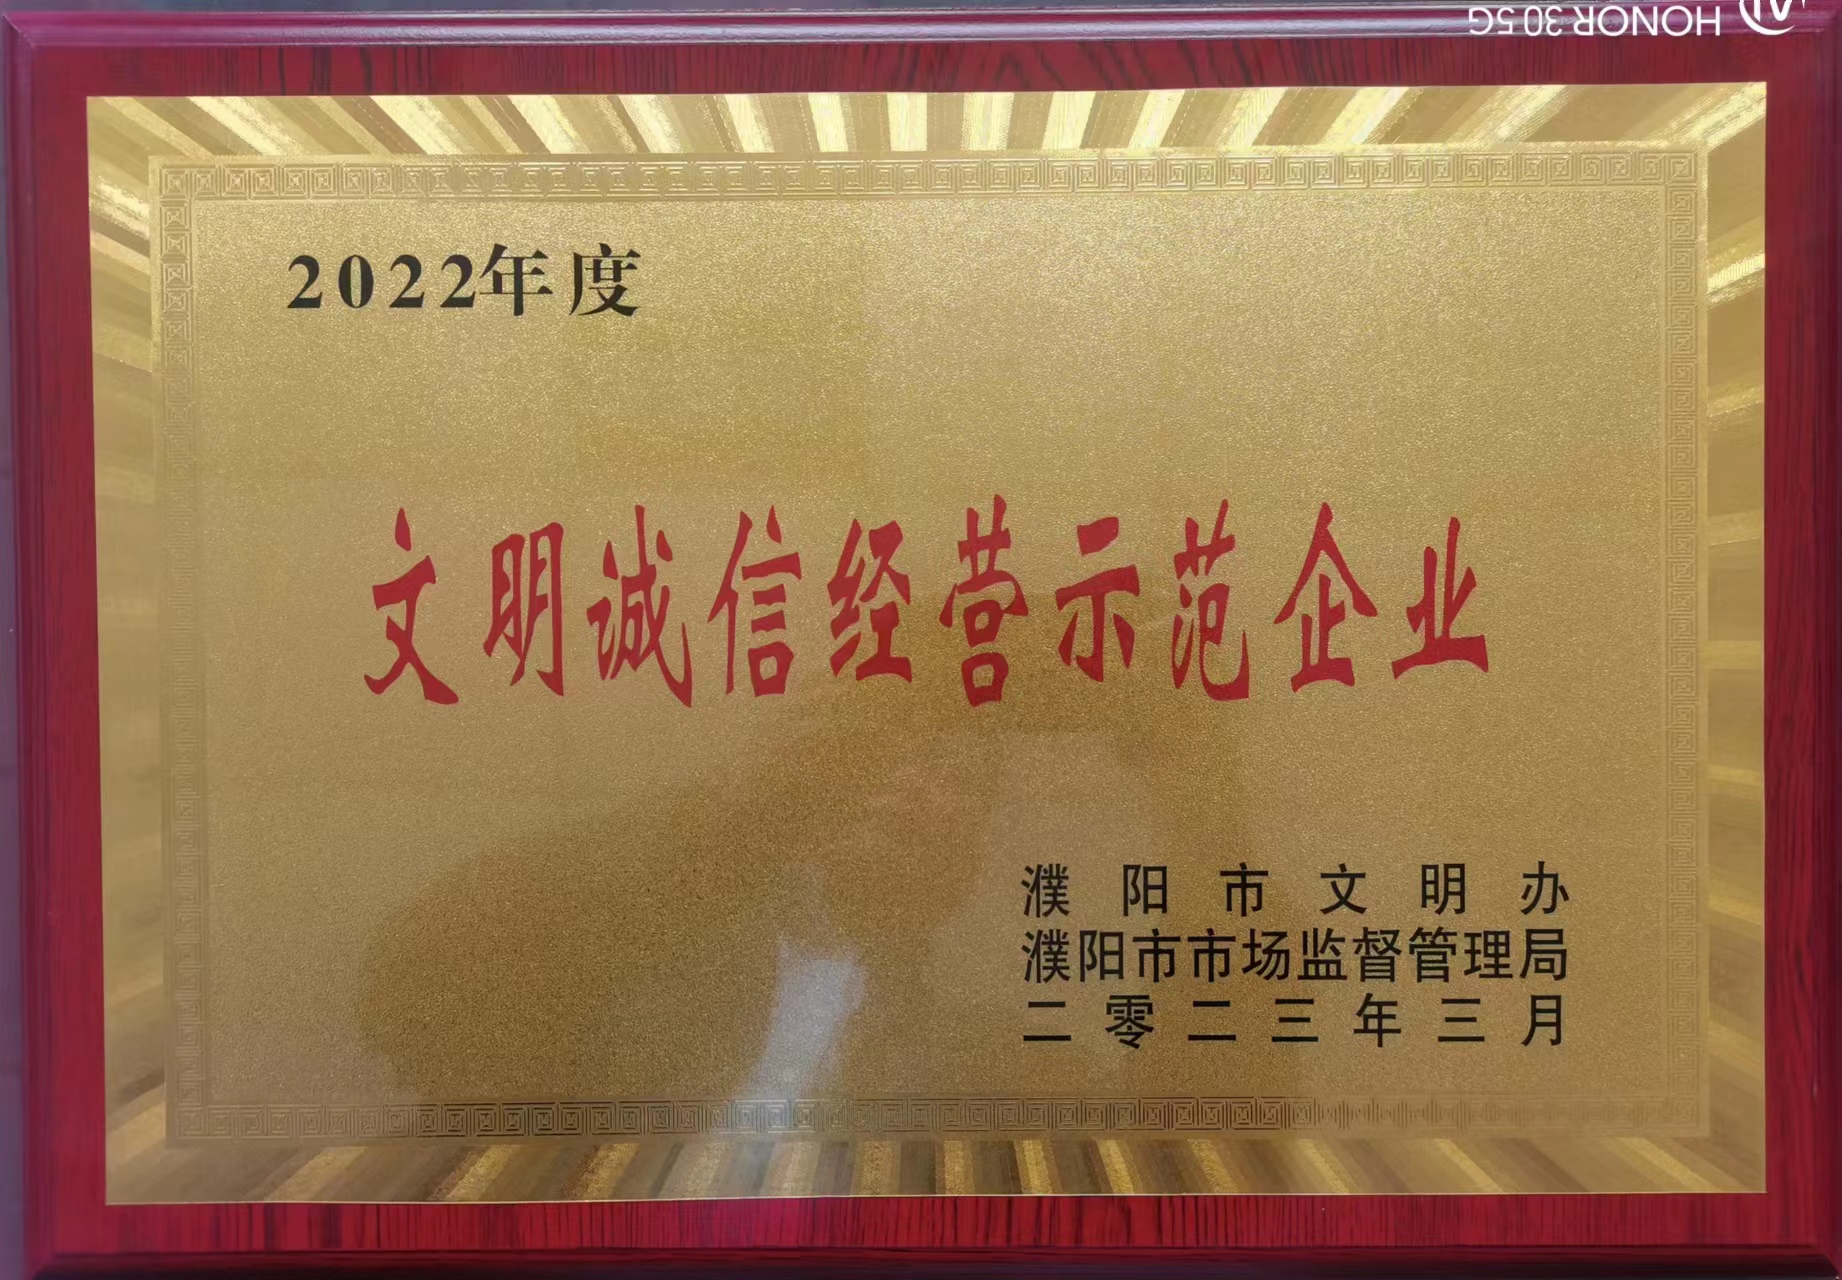 HONOR 30 5G
2022年度
文明诚信经营示范企业
濮阳市文明办
濮阳市市场监督管理局
二零二三年三月